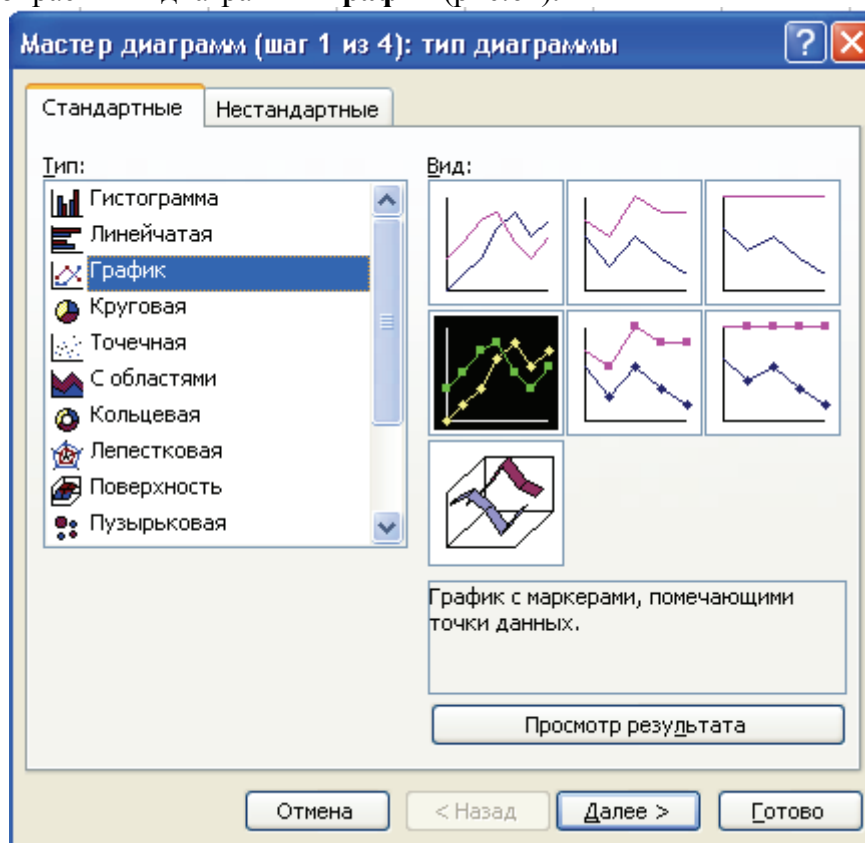 Мастер диаграмм (шаг 1 из 4): тип диаграммы
Стандартные Нестандартные
Тип:
Вид:
Гистограмма
Линейчатая
График
Круговая
Точечная
С областями
Кольцевая
Лепестковая
Поверхность
Пузырьковая
График с маркерами, помечающими
точки данных.
Просмотр результата
Отмена < Назад Далее > Готово